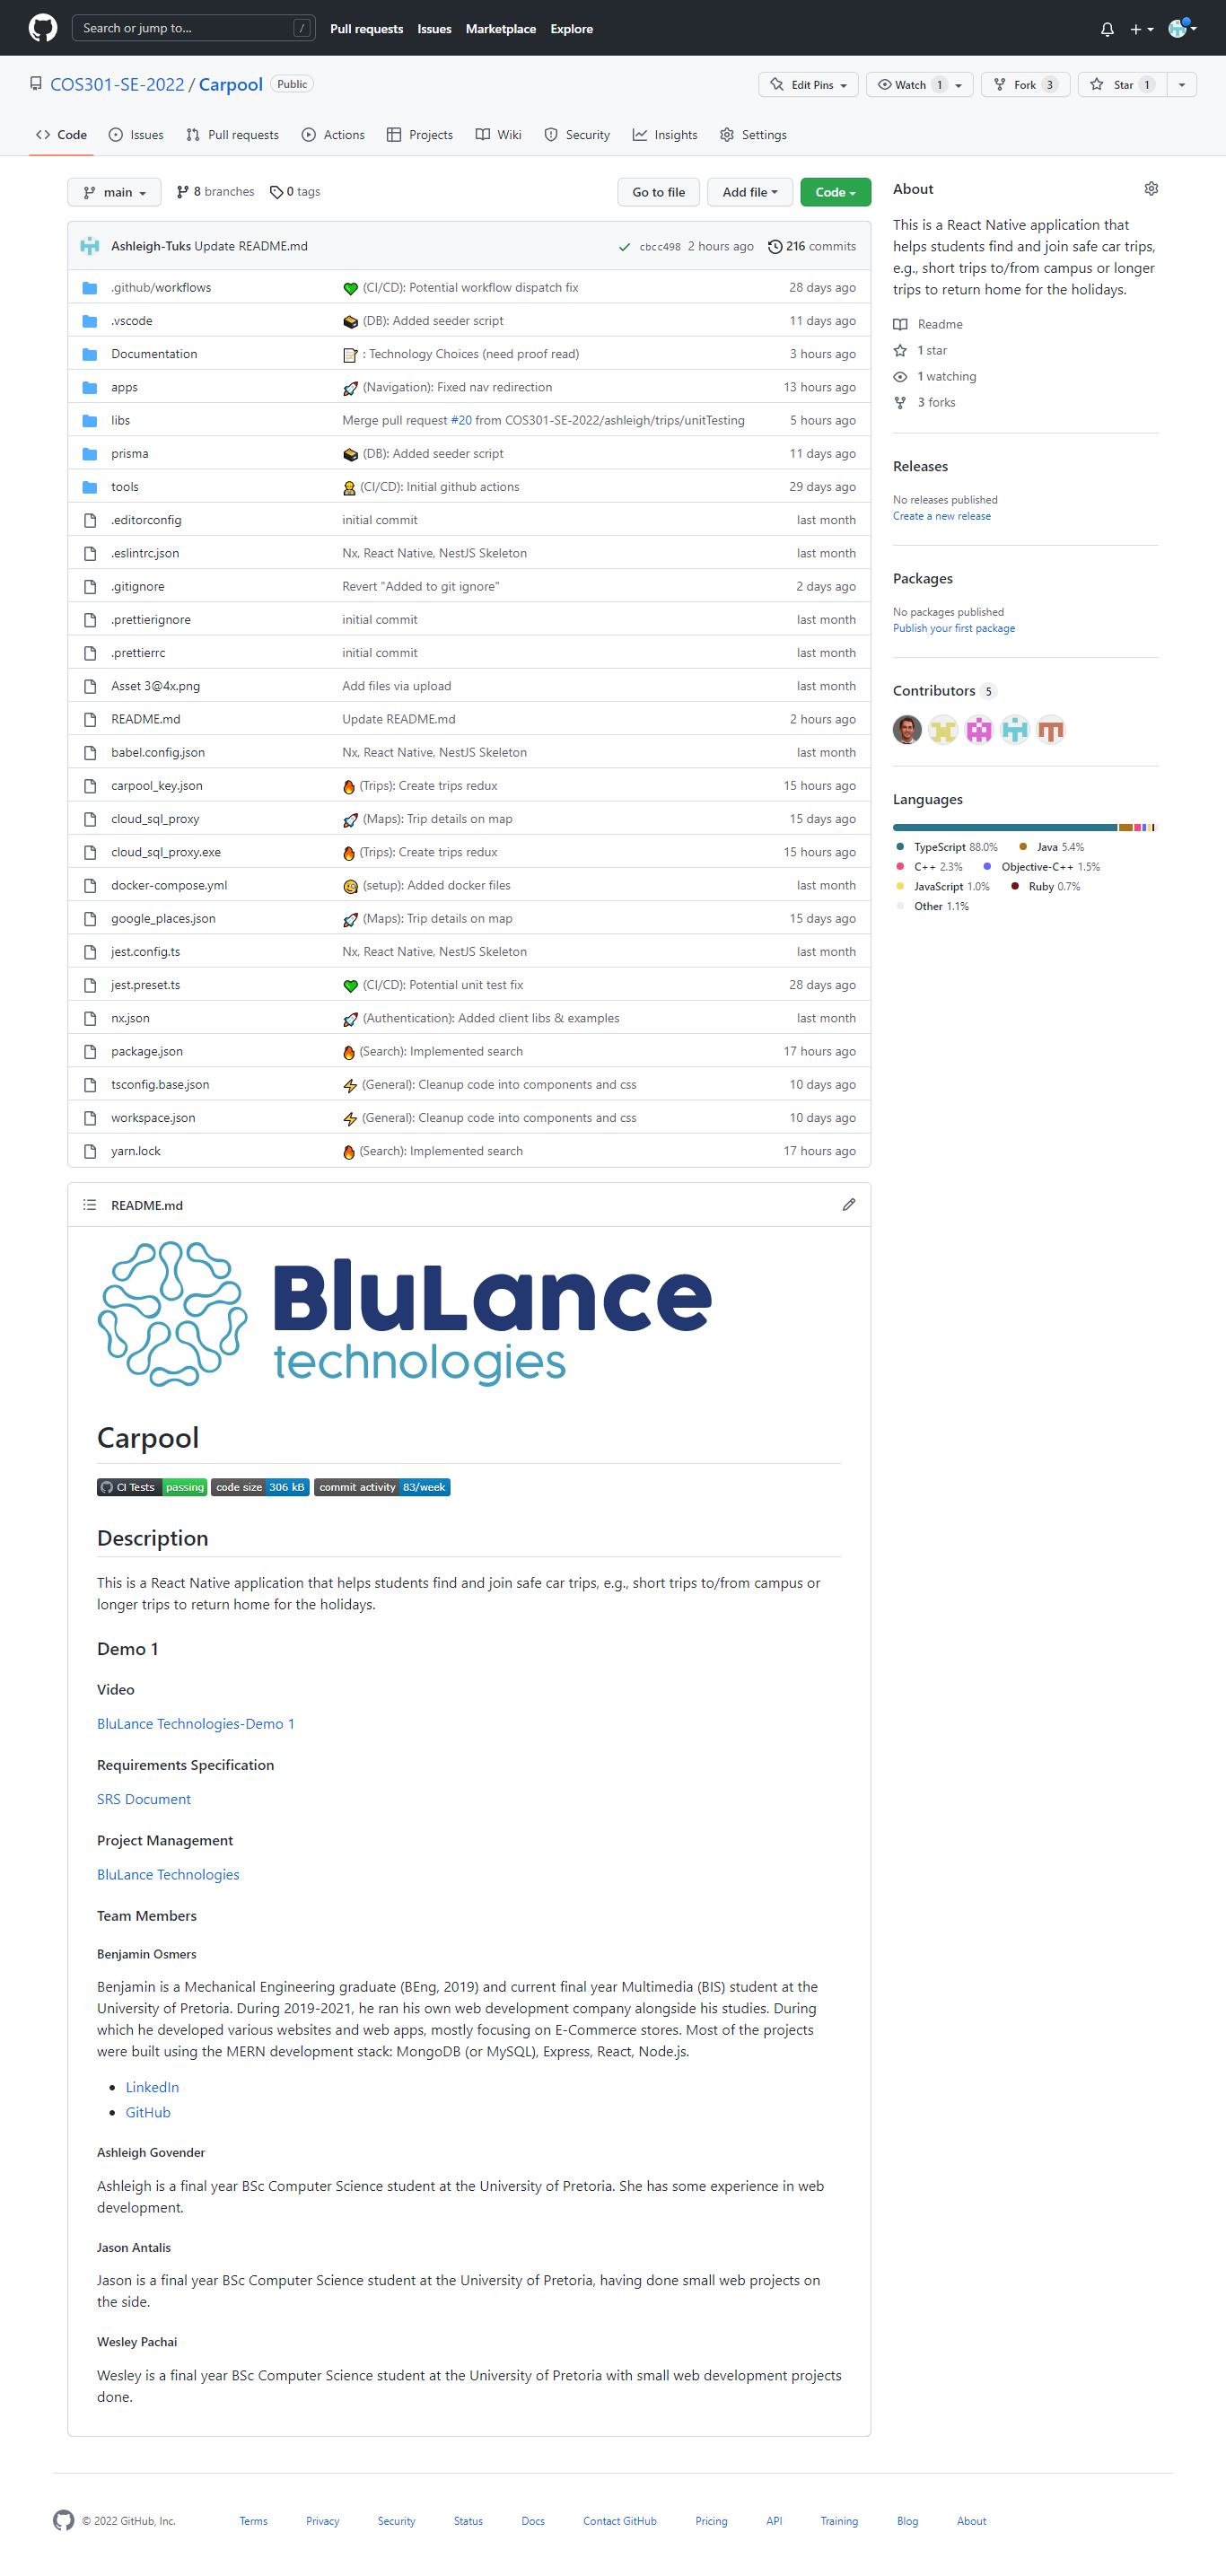 Search or jump to... /
Pull requests Issues Marketplace Explore
COS301-SE-2022 / Carpool Public
Edit Pins Watch 1 Fork 3 Star 1
Code Issues Pull requests Actions Projects Wiki Security Insights Settings
main 8 branches 0 tags Go to file Add file Code
Ashleigh-Tuks Update README.md cbcc498 2 hours ago 216 commits
.github/workflows (CI/CD): Potential workflow dispatch fix 28 days ago
.vscode (DB): Added seeder script 11 days ago
Documentation : Technology Choices (need proof read) 3 hours ago
apps (Navigation): Fixed nav redirection 13 hours ago
libs Merge pull request #20 from COS301-SE-2022/ashleigh/trips/unitTesting 5 hours ago
prisma (DB): Added seeder script 11 days ago
tools (CI/CD): Initial github actions 29 days ago
.editorconfig initial commit last month
.eslintrc.json Nx, React Native, NestJS Skeleton last month
.gitignore Revert "Added to git ignore" 2 days ago
.prettierignore initial commit last month
.prettierrc initial commit last month
Asset 3@4x.png Add files via upload last month
README.md Update README.md 2 hours ago
babel.config.json Nx, React Native, NestJS Skeleton last month
carpool_key.json (Trips): Create trips redux 15 hours ago
cloud_sql_proxy (Maps): Trip details on map 15 days ago
cloud_sql_proxy.exe (Trips): Create trips redux 15 hours ago
docker-compose.yml (setup): Added docker files last month
google_places.json (Maps): Trip details on map 15 days ago
jest.config.ts Nx, React Native, NestJS Skeleton last month
jest.preset.ts (CI/CD): Potential unit test fix 28 days ago
nx.json (Authentication): Added client libs & examples last month
package.json (Search): Implemented search 17 hours ago
tsconfig.base.json (General): Cleanup code into components and css 10 days ago
workspace.json (General): Cleanup code into components and css 10 days ago
yarn.lock (Search): Implemented search 17 hours ago
About
This is a React Native application that
helps students find and join safe car trips,
e.g., short trips to/from campus or longer
trips to return home for the holidays.
Readme
1 star
1 watching
3 forks
Releases
No releases published
Create a new release
Packages
No packages published
Publish your first package
Contributors 5
Languages
TypeScript 88.0% Java 5.4%
C++ 2.3% Objective-C++ 1.5%
JavaScript 1.0% Ruby 0.7%
Other 1.1%
README.md
BluLance
technologies
Carpool
CI Tests passing code size 306 kB commit activity 83/week
Description
This is a React Native application that helps students find and join safe car trips, e.g., short trips to/from campus or
longer trips to return home for the holidays.
Demo 1
Video
BluLance Technologies-Demo 1
Requirements Specification
SRS Document
Project Management
BluLance Technologies
Team Members
Benjamin Osmers
Benjamin is a Mechanical Engineering graduate (BEng, 2019) and current final year Multimedia (BIS) student at the
University of Pretoria. During 2019-2021, he ran his own web development company alongside his studies. During
which he developed various websites and web apps, mostly focusing on E-Commerce stores. Most of the projects
were built using the MERN development stack: MongoDB (or MySQL), Express, React, Node.js.
LinkedIn
GitHub
Ashleigh Govender
Ashleigh is a final year BSc Computer Science student at the University of Pretoria. She has some experience in web
development.
Jason Antalis
Jason is a final year BSc Computer Science student at the University of Pretoria, having done small web projects on
the side.
Wesley Pachai
Wesley is a final year BSc Computer Science student at the University of Pretoria with small web development projects
done.
© 2022 GitHub, Inc. Terms Privacy Security Status Docs Contact GitHub Pricing API Training Blog About